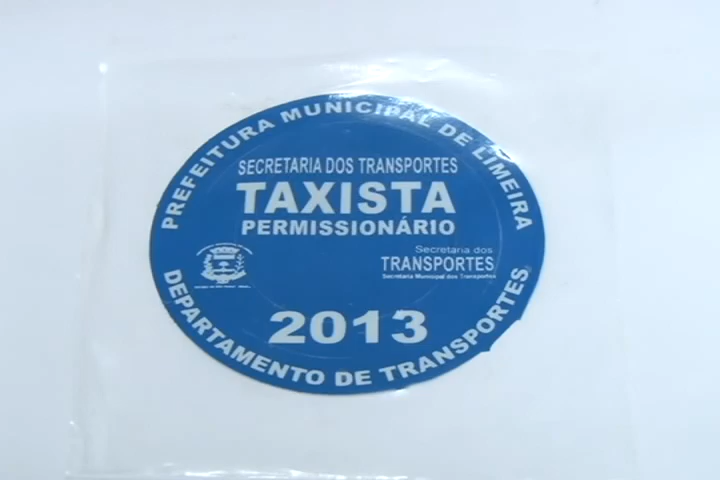 PREFEITURA MUNICIPAL DE LIMEIRA
SECRETARIA DOS TRANSPORTES
TAXISTA
PERMISSIONÁRIO
Secretaria dos
TRANSPORTES
Secretaria Municipal dos Transportes
2013
DEPARTAMENTO DE TRANSPORTES